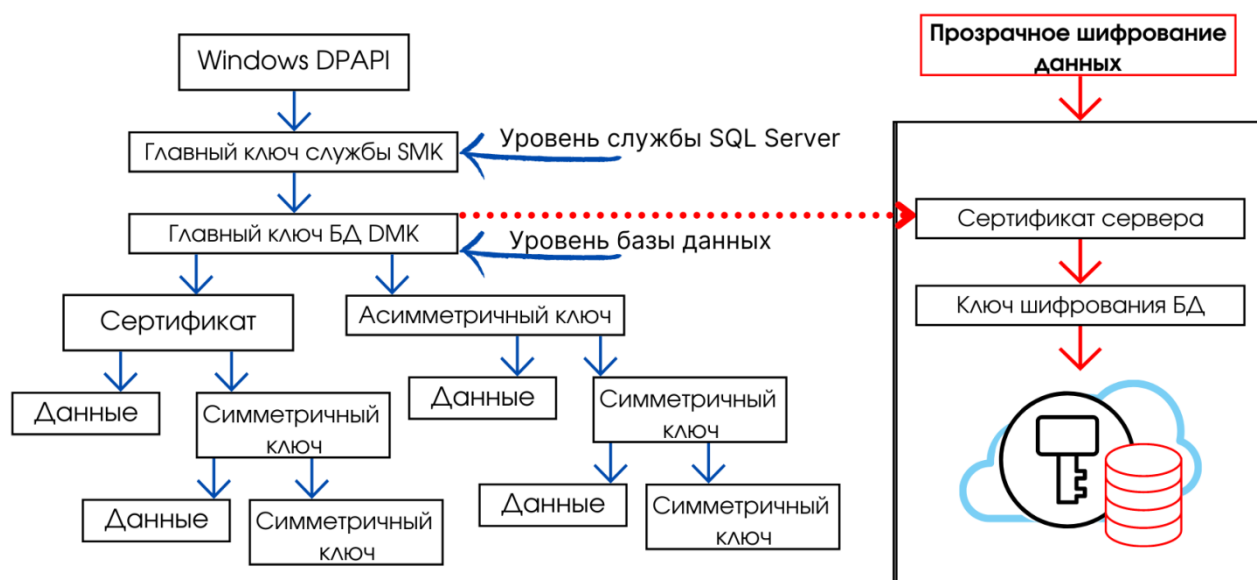 Windows DPAPI
Главный ключ службы SMK
Уровень службы SQL Server
Главный ключ БД DMK
Уровень базы данных
Сертификат
Асимметричный ключ
Данные
Симметричный
ключ
Данные
Симметричный
ключ
Данные
Симметричный
ключ
Данные
Симметричный
ключ
Прозрачное шифрование
данных
Сертификат сервера
Ключ шифрования БД